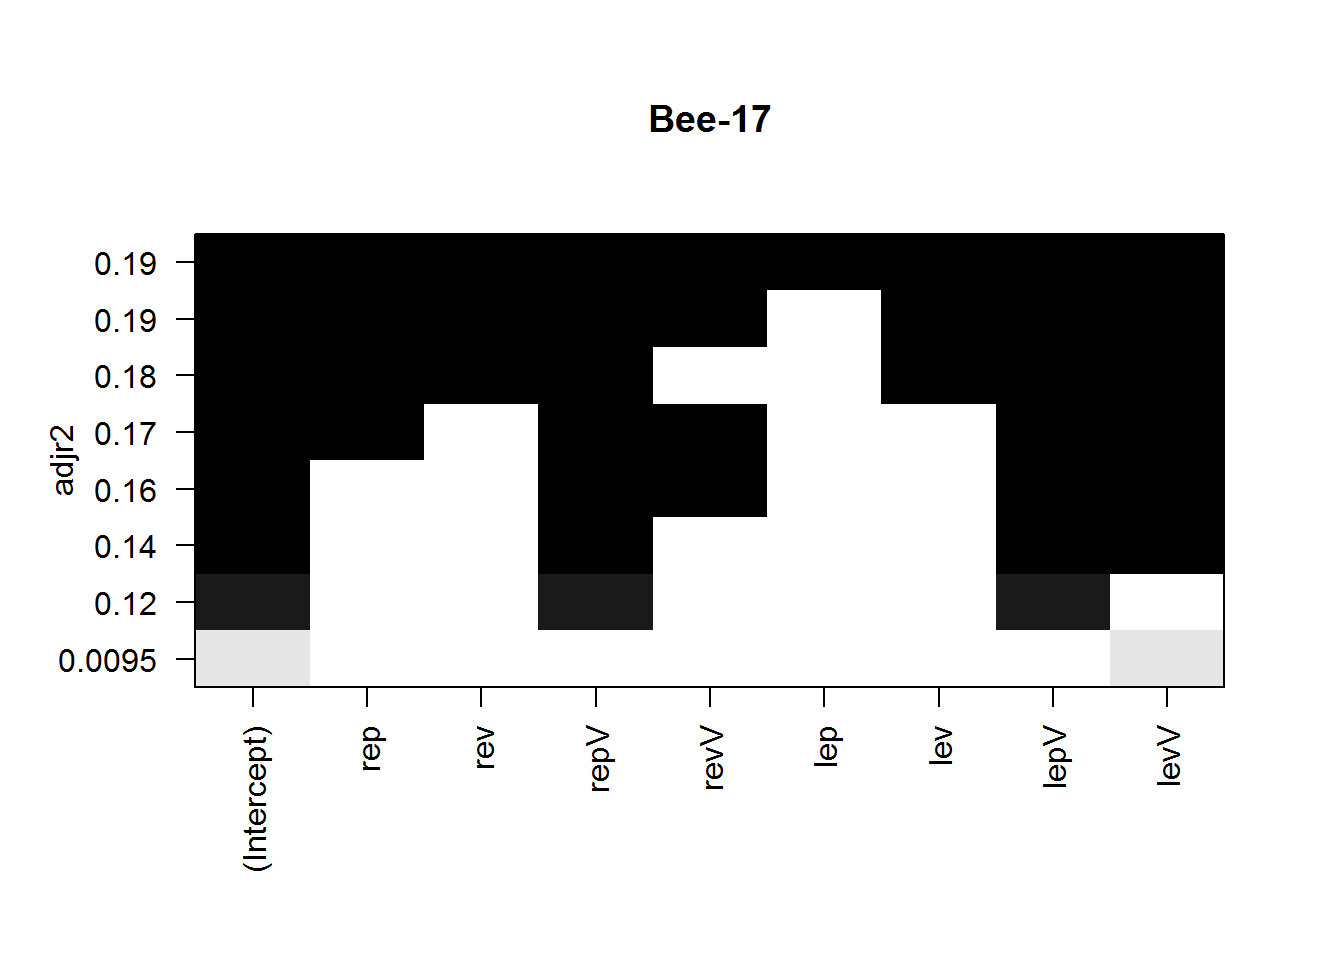 Bee-17
adjr2
0.19
0.19
0.18
0.17
0.16
0.14
0.12
0.0095
(Intercept)
rep
rev
repV
revV
lep
lev
lepV
levV